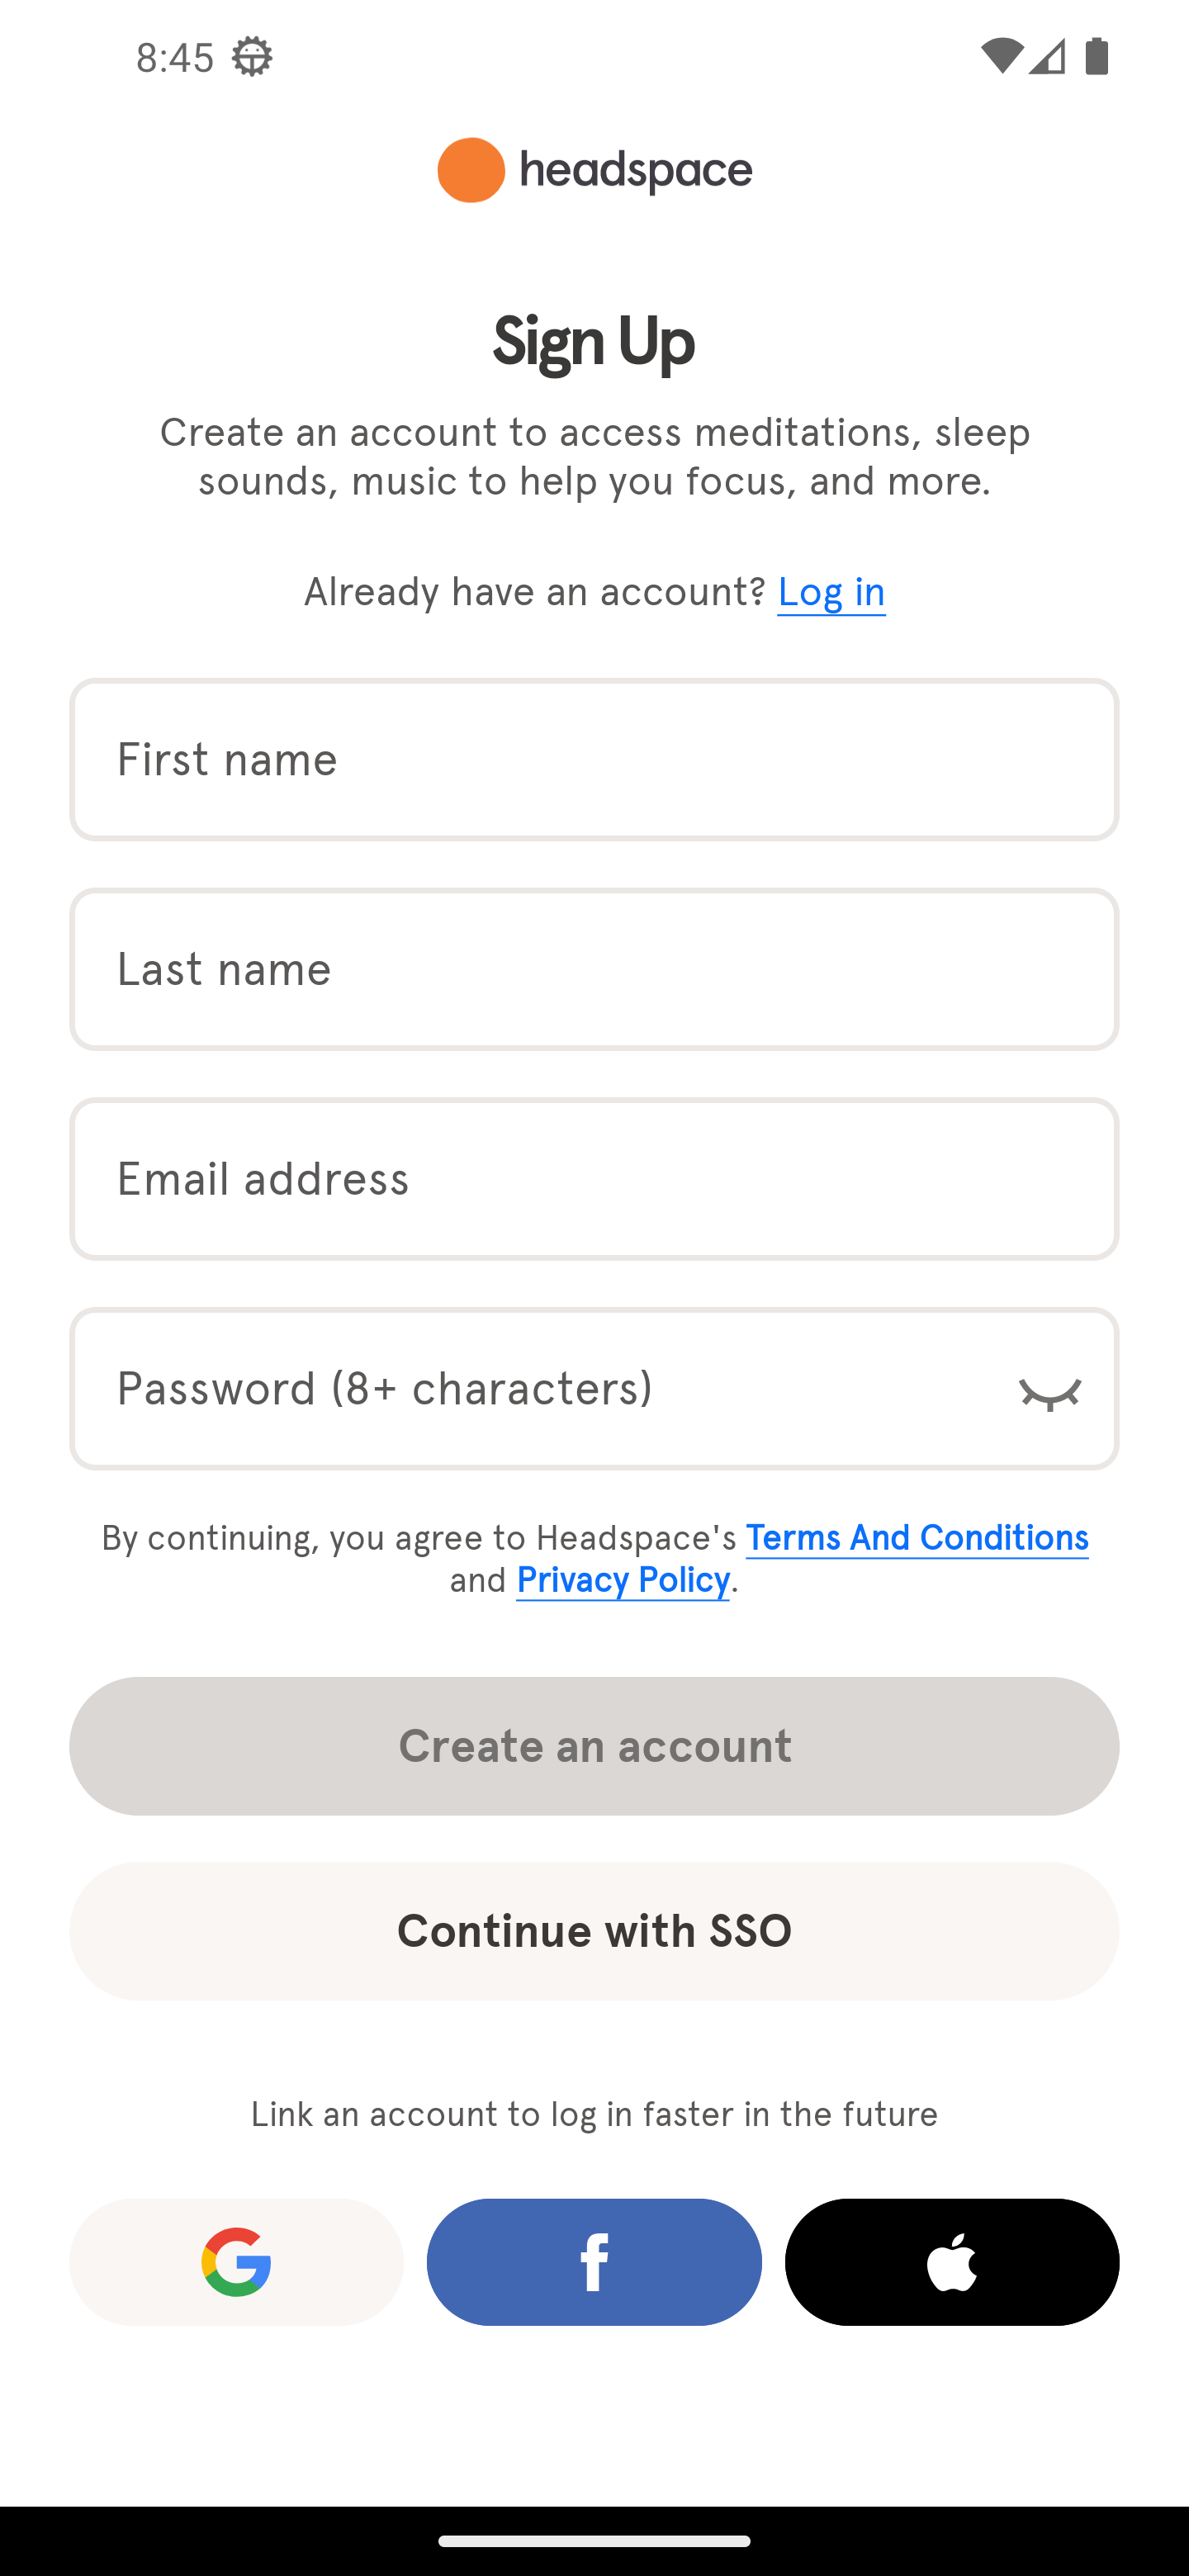 8:45
headspace
Sign Up
Create an account to access meditations, sleep
sounds, music to help you focus, and more.
Already have an account? Log in
First name
Last name
Email address
Password (8+ characters)
By continuing, you agree to Headspace's Terms And Conditions
and Privacy Policy.
Create an account
Continue with SSO
Link an account to log in faster in the future